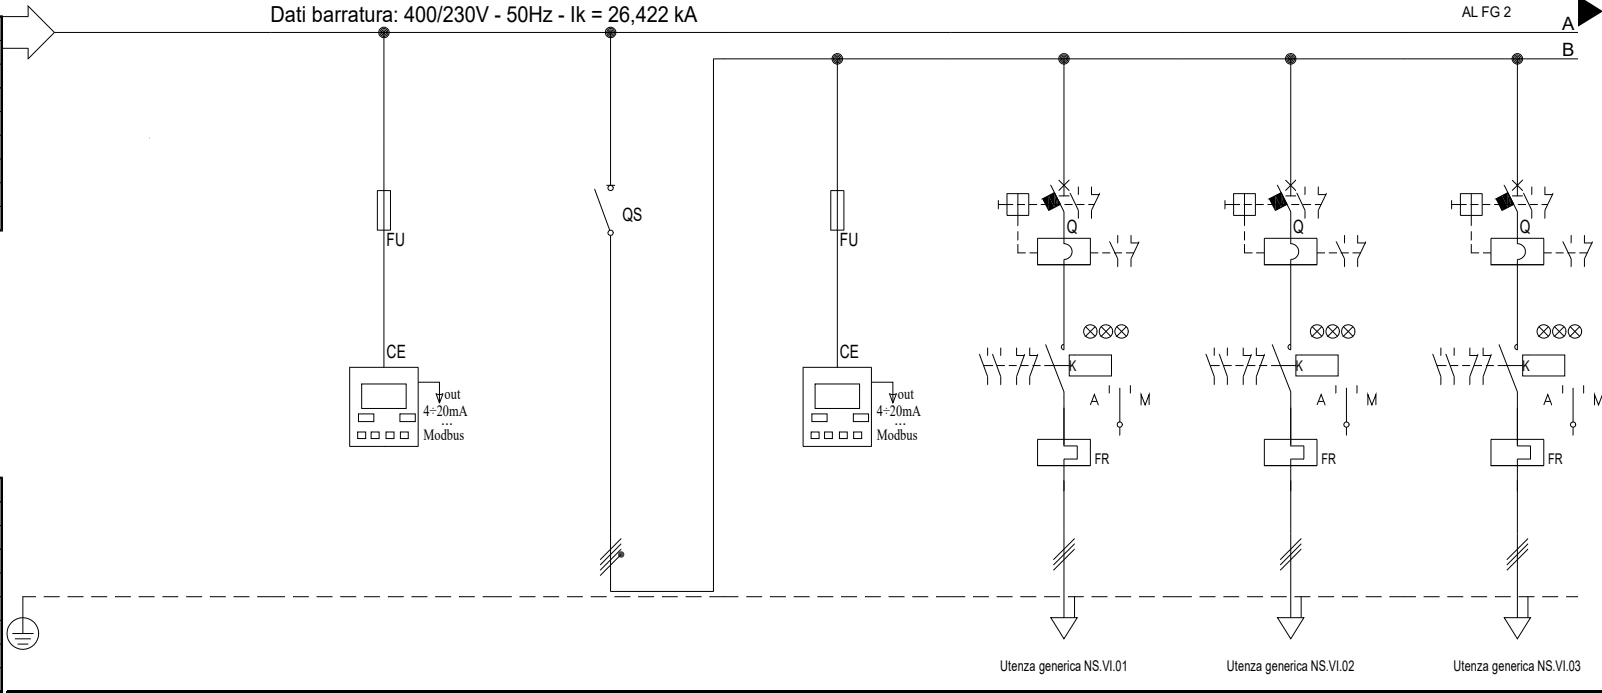 Dati barratura: 400/230V - 50Hz - Ik = 26,422 kA
AL FG 2
A
B
QS
Q
Q
Q
FU
FU
CE
CE
K
K
K
out
4÷20mA
...
Modbus
out
4÷20mA
...
Modbus
A M
A M
A M
FR
FR
FR
Utenza generica NS.VI.01
Utenza generica NS.VI.02
Utenza generica NS.VI.03